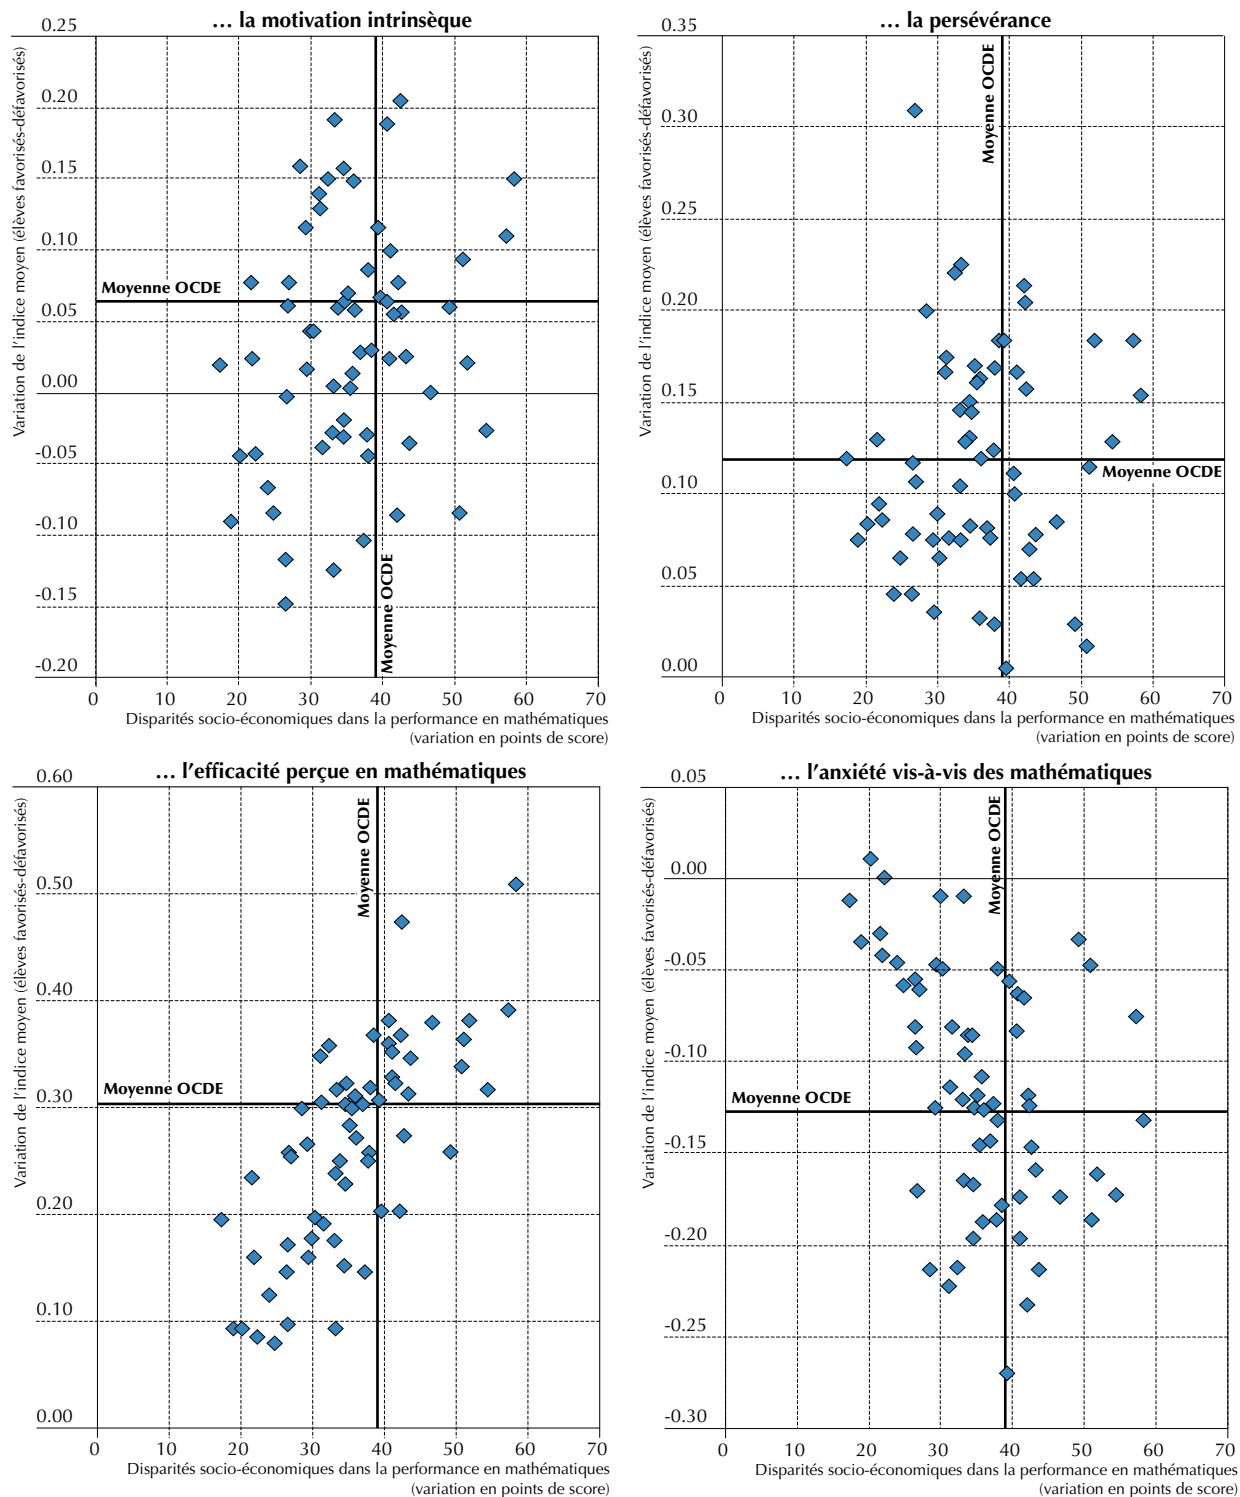 … la motivation intrinsèque
0.25
0.20
0.15
0.10
0.05
0.00
-0.05
-0.10
-0.15
-0.20
Variation de l’indice moyen (élèves favorisés-défavorisés)
Moyenne OCDE
Moyenne OCDE
0 10 20 30 40 50 60 70
Disparités socio-économiques dans la performance en mathématiques
(variation en points de score)
… la persévérance
0.35
0.30
0.25
0.20
0.15
0.10
0.05
0.00
Variation de l’indice moyen (élèves favorisés-défavorisés)
Moyenne OCDE
Moyenne OCDE
0 10 20 30 40 50 60 70
Disparités socio-économiques dans la performance en mathématiques
(variation en points de score)
… l’efficacité perçue en mathématiques
0.60
0.50
0.40
0.30
0.20
0.10
0.00
Variation de l’indice moyen (élèves favorisés-défavorisés)
Moyenne OCDE
Moyenne OCDE
0 10 20 30 40 50 60 70
Disparités socio-économiques dans la performance en mathématiques
(variation en points de score)
… l’anxiété vis-à-vis des mathématiques
0.05
0.00
-0.05
-0.10
-0.15
-0.20
-0.25
-0.30
Variation de l’indice moyen (élèves favorisés-défavorisés)
Moyenne OCDE
Moyenne OCDE
0 10 20 30 40 50 60 70
Disparités socio-économiques dans la performance en mathématiques
(variation en points de score)